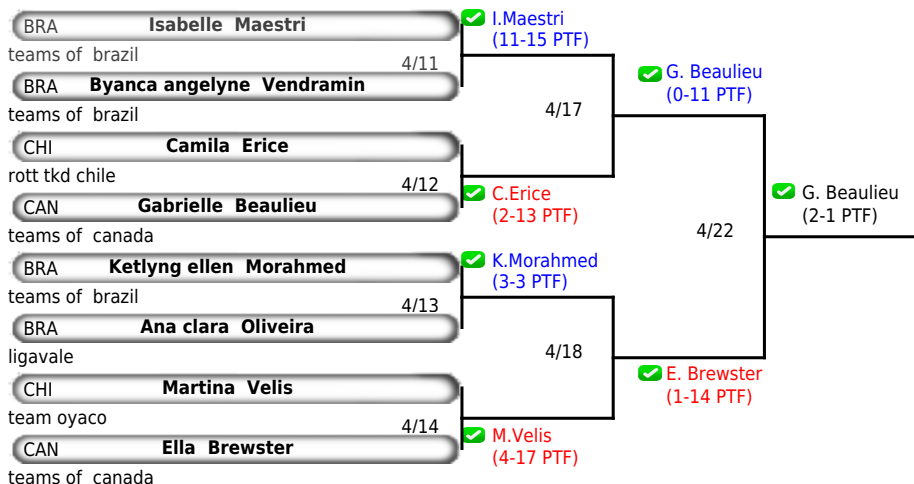 BRA Isabelle Maestri
teams of brazil
4/11
BRA Byanca angelyne Vendramin
teams of brazil
CHI Camila Erice
rott tkd chile
4/12
CAN Gabrielle Beaulieu
teams of canada
BRA Ketlyng ellen Morahmed
teams of brazil
4/13
BRA Ana clara Oliveira
ligavale
CHI Martina Velis
team oyaco
4/14
CAN Ella Brewster
teams of canada
I.Maestri
(11-15 PTF)
4/17
C.Erice
(2-13 PTF)
K.Morahmed
(3-3 PTF)
4/18
M.Velis
(4-17 PTF)
G. Beaulieu
(0-11 PTF)
4/22
E. Brewster
(1-14 PTF)
G. Beaulieu
(2-1 PTF)